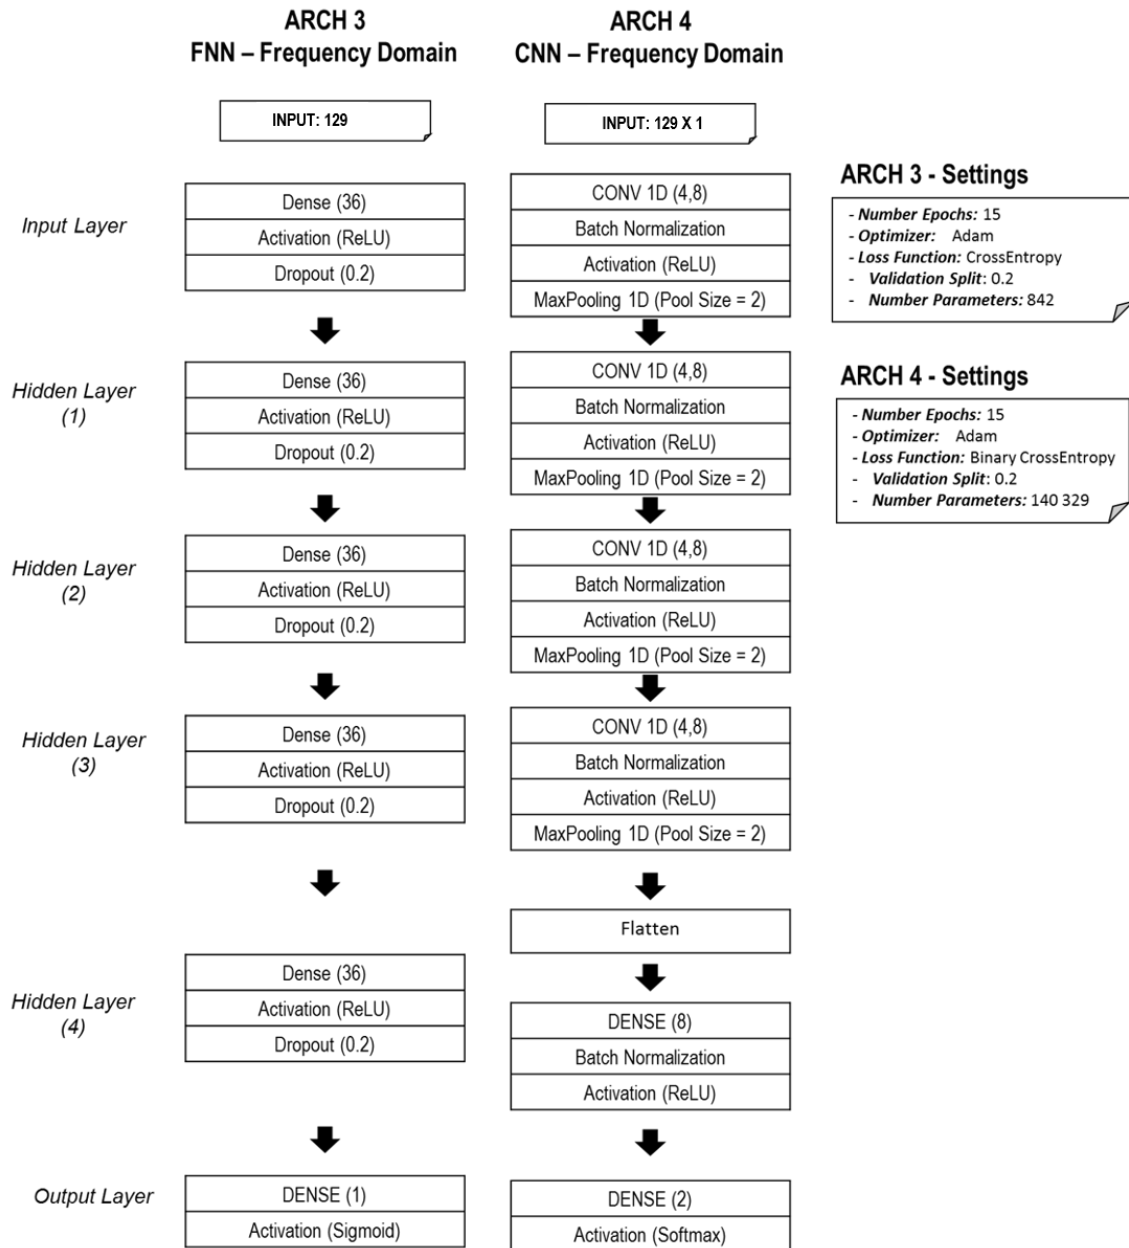 ARCH 3
FNN – Frequency Domain
ARCH 4
CNN – Frequency Domain
INPUT: 129
INPUT: 129 X 1
Input Layer
Dense (36)
Activation (ReLU)
Dropout (0.2)
CONV 1D (4,8)
Batch Normalization
Activation (ReLU)
MaxPooling 1D (Pool Size = 2)
Hidden Layer
(1)
Dense (36)
Activation (ReLU)
Dropout (0.2)
CONV 1D (4,8)
Batch Normalization
Activation (ReLU)
MaxPooling 1D (Pool Size = 2)
Hidden Layer
(2)
Dense (36)
Activation (ReLU)
Dropout (0.2)
CONV 1D (4,8)
Batch Normalization
Activation (ReLU)
MaxPooling 1D (Pool Size = 2)
Hidden Layer
(3)
Dense (36)
Activation (ReLU)
Dropout (0.2)
CONV 1D (4,8)
Batch Normalization
Activation (ReLU)
MaxPooling 1D (Pool Size = 2)
Flatten
Hidden Layer
(4)
Dense (36)
Activation (ReLU)
Dropout (0.2)
DENSE (8)
Batch Normalization
Activation (ReLU)
Output Layer
DENSE (1)
Activation (Sigmoid)
DENSE (2)
Activation (Softmax)
ARCH 3 - Settings
- Number Epochs: 15
- Optimizer: Adam
- Loss Function: CrossEntropy
- Validation Split: 0.2
- Number Parameters: 842
ARCH 4 - Settings
- Number Epochs: 15
- Optimizer: Adam
- Loss Function: Binary CrossEntropy
- Validation Split: 0.2
- Number Parameters: 140 329